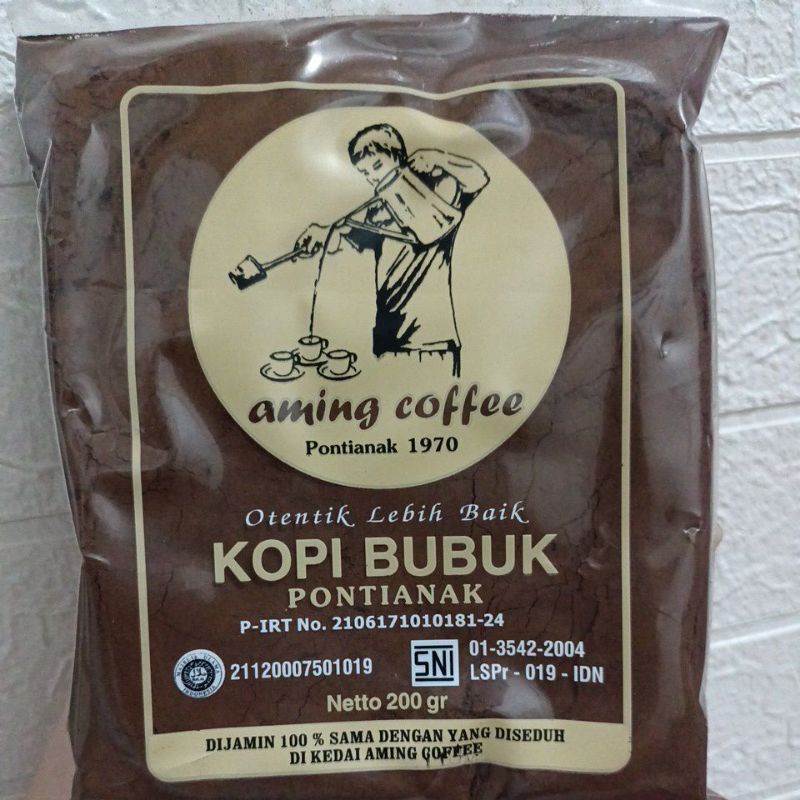 aming coffee
Pontianak 1970
Otentik Lebih Baik
KOPI BUBUK
PONTIANAK
P-IRT No. 2106171010181-24
21120007501019
SNI
01-3542-2004
LSPr - 019 - IDN
Netto 200 gr
DIJAMIN 100 % SAMA DENGAN YANG DISEDUH
DI KEDAI AMING COFFEE